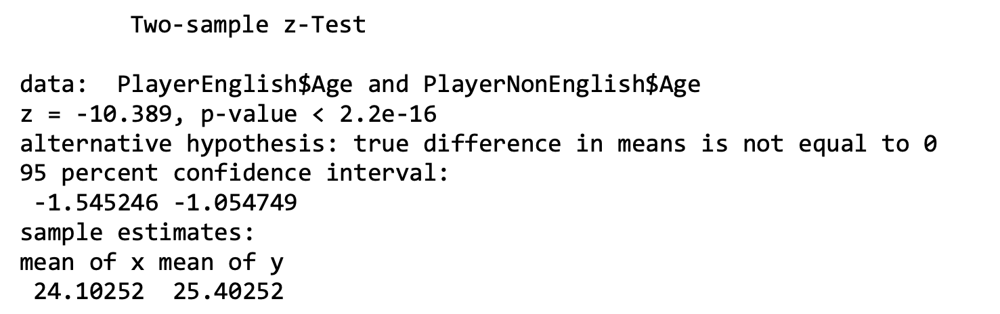 Two-sample z-Test
data:  PlayerEnglish$Age and PlayerNonEnglish$Age
z = -10.389, p-value < 2.2e-16
alternative hypothesis: true difference in means is not equal to 0
95 percent confidence interval:
 -1.545246 -1.054749
sample estimates:
mean of x mean of y
 24.10252  25.40252